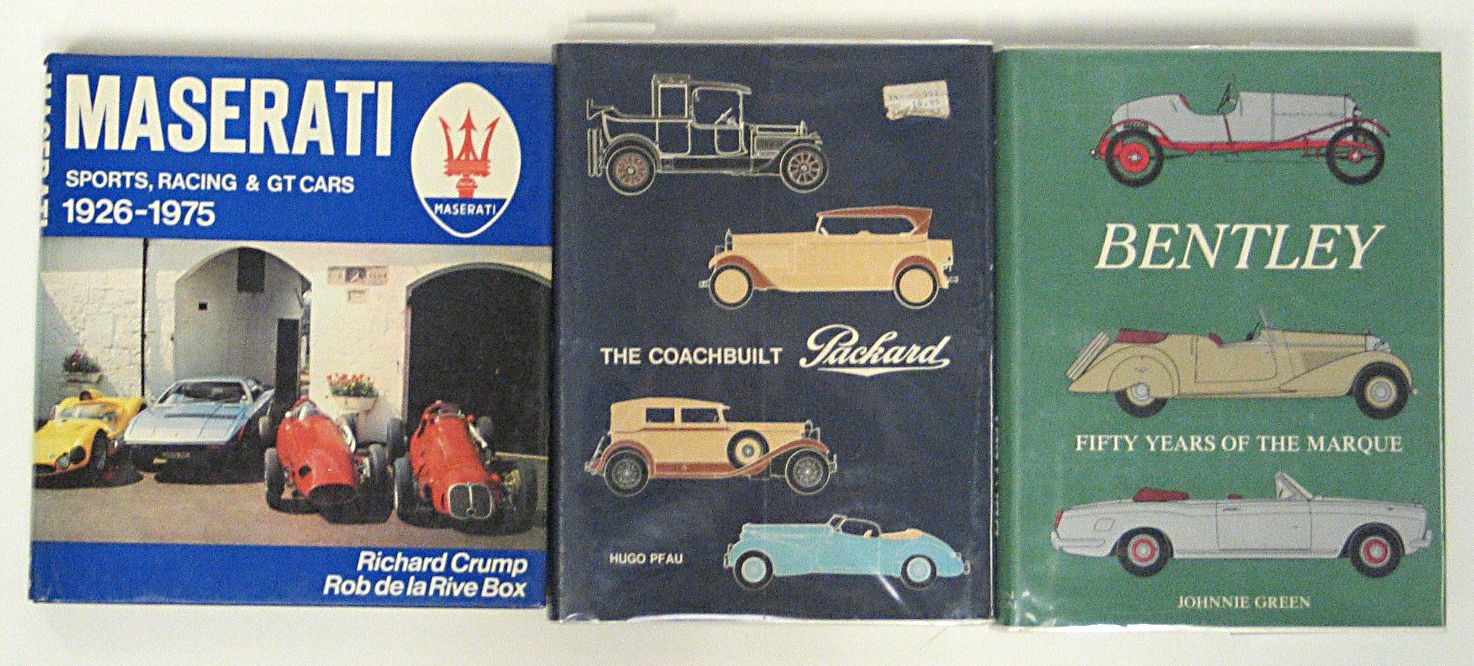 MASERATI
SPORTS, RACING & GT CARS
1926-1975
MASERATI
Richard Crump
Rob de la Rive Box
THE COACHBUILT Packard
HUGO PFAU
BENTLEY
FIFTY YEARS OF THE MARQUE
JOHNNIE GREEN